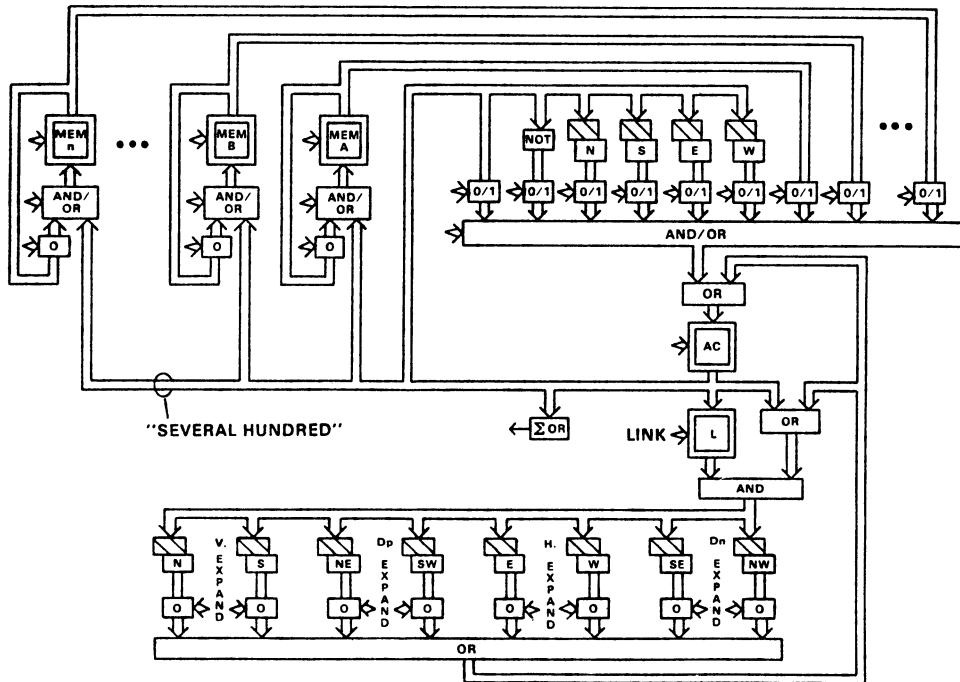 MEM n
•••
MEM B
MEM A
NOT
N
S
E
W
•••
AND/OR
AND/OR
AND/OR
0/1
0/1
0/1
0/1
0/1
0/1
0/1
0/1
0/1
O
O
O
AND/OR
OR
AC
"SEVERAL HUNDRED"
Σ OR
LINK
L
OR
AND
N
V. EXPAND
S
NE
Dp EXPAND
SW
E
H. EXPAND
W
SE
Dn EXPAND
NW
O
O
O
O
O
O
O
O
OR